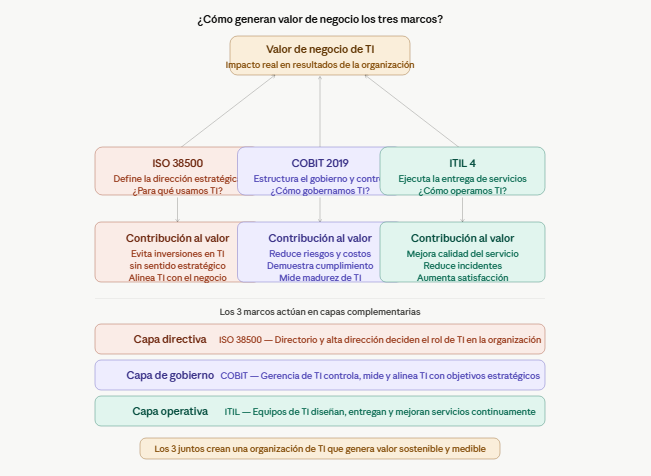 ¿Cómo generan valor de negocio los tres marcos?
Valor de negocio de TI
Impacto real en resultados de la organización
ISO 38500
Define la dirección estratégic
¿Para qué usamos TI?
COBIT 2019
Estructura el gobierno y contr
¿Cómo gobernamos TI?
ITIL 4
Ejecuta la entrega de servicios
¿Cómo operamos TI?
Contribución al valor
Evita inversiones en TI
sin sentido estratégico
Alinea TI con el negocio
Contribución al valor
Reduce riesgos y costos
Demuestra cumplimiento
Mide madurez de TI
Contribución al valor
Mejora calidad del servicio
Reduce incidentes
Aumenta satisfacción
Los 3 marcos actúan en capas complementarias
Capa directiva ISO 38500 — Directorio y alta dirección deciden el rol de TI en la organización
Capa de gobierno COBIT — Gerencia de TI controla, mide y alinea TI con objetivos estratégicos
Capa operativa ITIL — Equipos de TI diseñan, entregan y mejoran servicios continuamente
Los 3 juntos crean una organización de TI que genera valor sostenible y medible